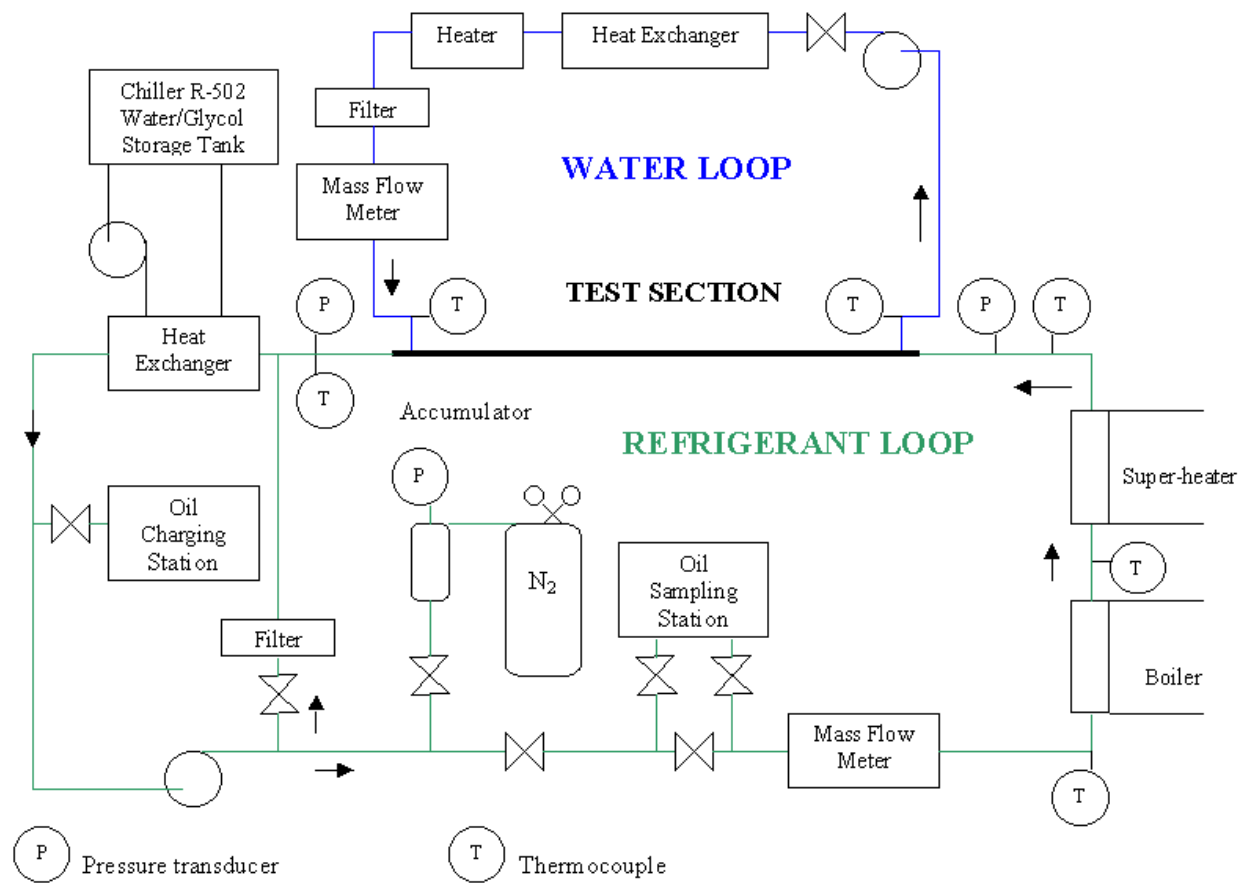 Heater
Heat Exchanger
Chiller R-502
Water/Glycol
Storage Tank
Filter
WATER LOOP
Mass Flow
Meter
TEST SECTION
P
T
T
P
T
Heat
Exchanger
T
Accumulator
REFRIGERANT LOOP
P
Super-heater
Oil
Charging
Station
N2
Oil
Sampling
Station
T
Filter
Boiler
Mass Flow
Meter
T
P
Pressure transducer
T
Thermocouple